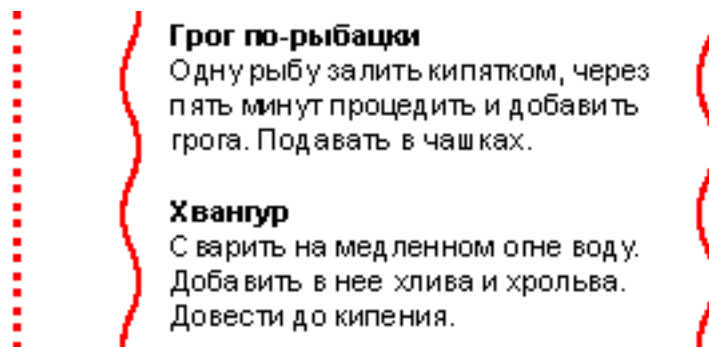 Грог по-рыбацки
Одну рыбу залить кипятком, через
пять минут процедить и добавить
грога. Подавать в чашках.
Хвангур
Сварить на медленном огне воду.
Добавить в нее хлива и хрольва.
Довести до кипения.